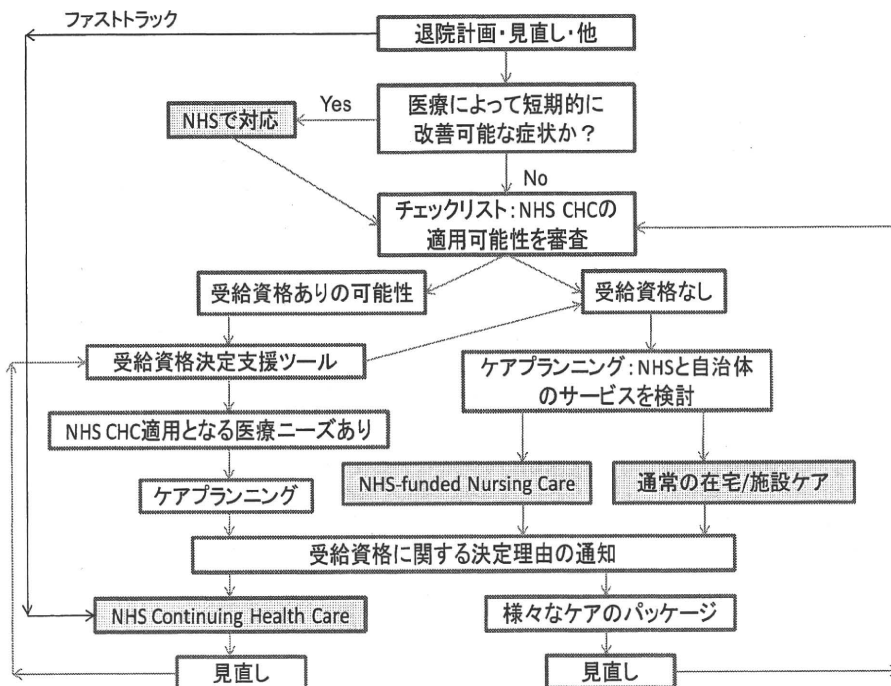 ファストトラック
退院計画・見直し・他
医療によって短期的に
改善可能な症状か？
Yes
NHSで対応
No
チェックリスト：NHS CHCの
適用可能性を審査
受給資格ありの可能性
受給資格なし
受給資格決定支援ツール
ケアプランニング：NHSと自治体
のサービスを検討
NHS CHC適用となる医療ニーズあり
ケアプランニング
NHS-funded Nursing Care
通常の在宅/施設ケア
受給資格に関する決定理由の通知
NHS Continuing Health Care
様々なケアのパッケージ
見直し
見直し